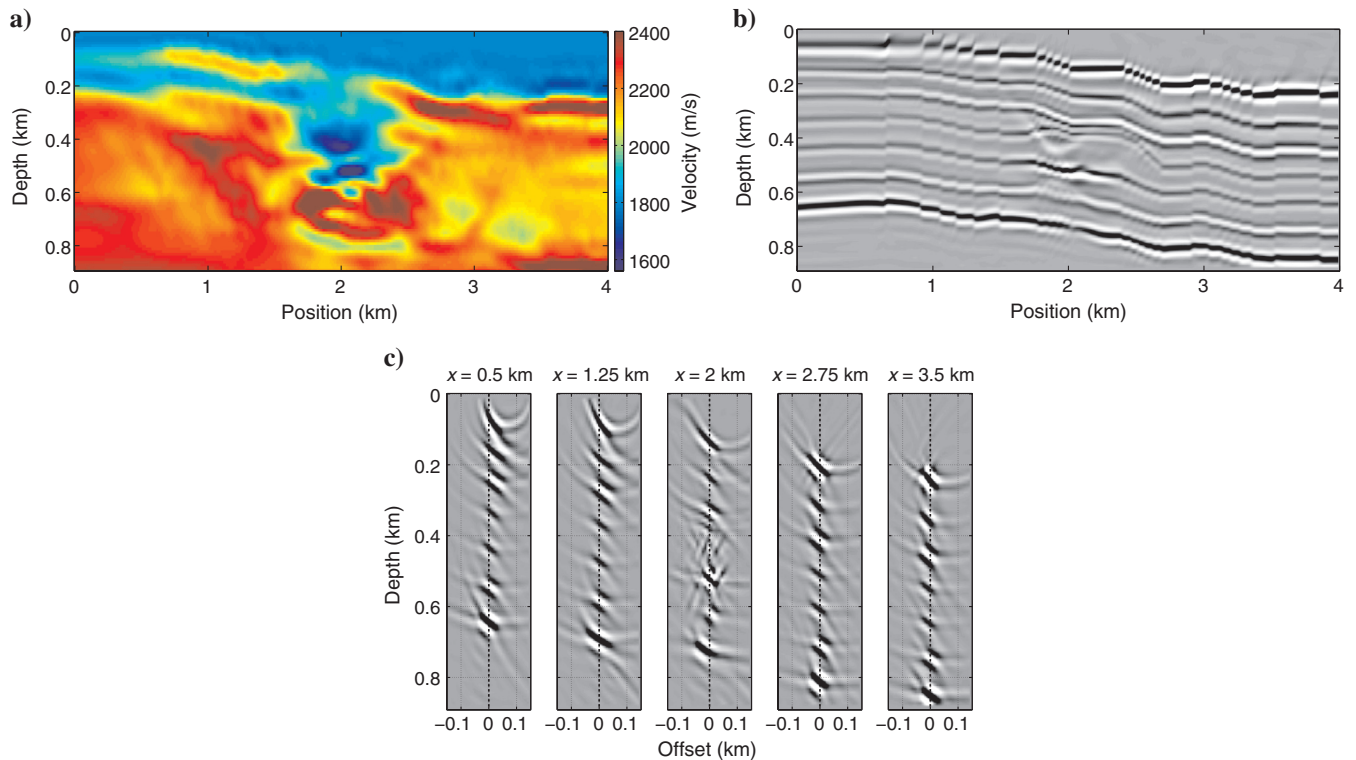 a)
0
0.2
0.4
0.6
0.8
Depth (km)
0 1 2 3 4
Position (km)
2400
2200
2000
1800
1600
Velocity (m/s)
b)
0
0.2
0.4
0.6
0.8
Depth (km)
0 1 2 3 4
Position (km)
c)
x = 0.5 km x = 1.25 km x = 2 km x = 2.75 km x = 3.5 km
0
0.2
0.4
0.6
0.8
Depth (km)
−0.1 0 0.1 −0.1 0 0.1 −0.1 0 0.1 −0.1 0 0.1 −0.1 0 0.1
Offset (km)